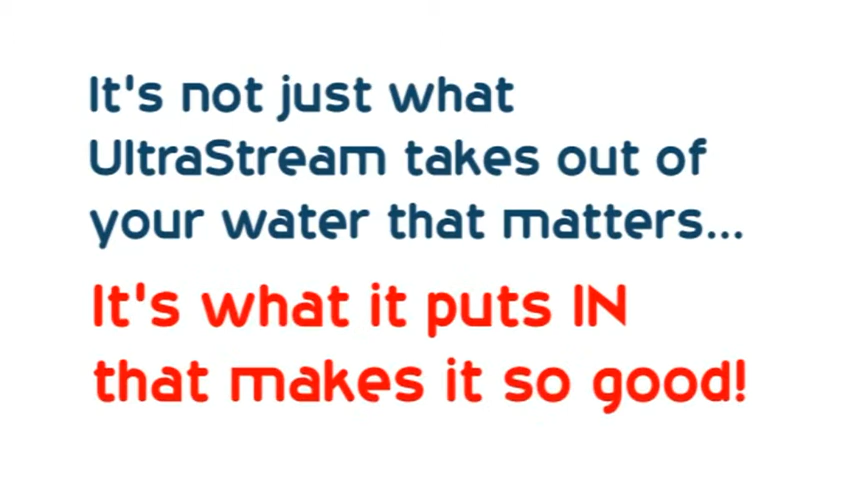 It's not just what
UltraStream takes out of
your water that matters...
It's what it puts IN
that makes it so good!